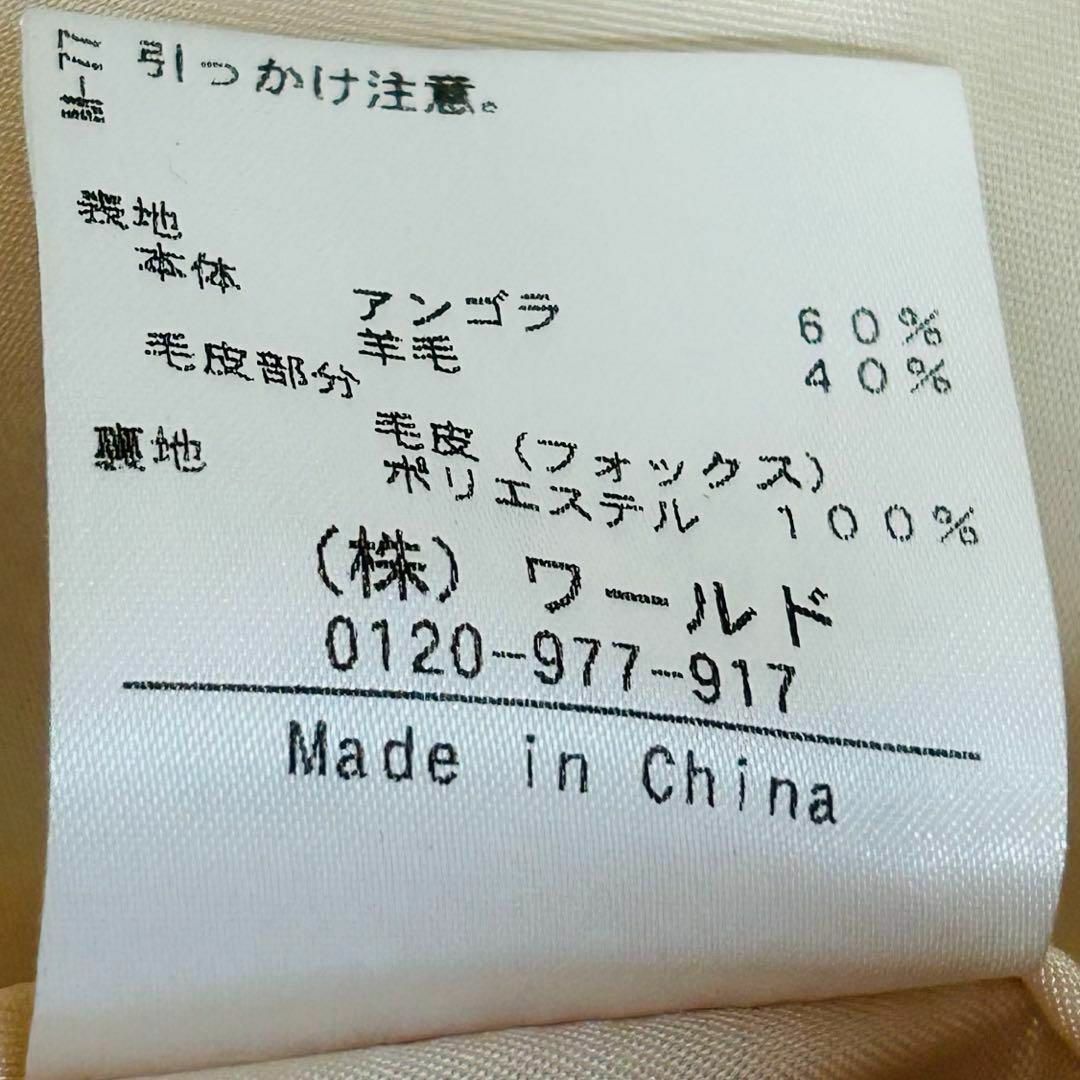 引っかけ注意。
表地
本体
アンゴラ 60%
羊毛 40%
毛皮部分
毛皮(フォックス)
裏地 ポリエステル 100%
(株) ワールド
0120-977-917
Made in China